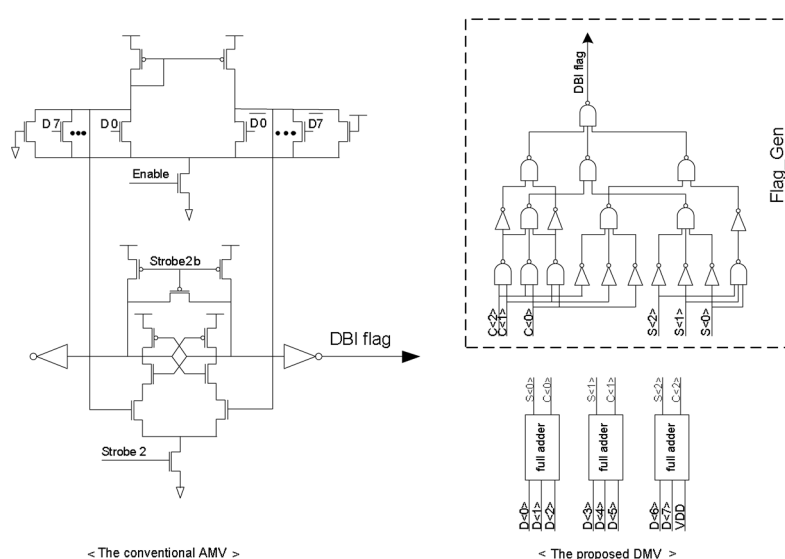 D7
D0
D0
D7
Enable
Strobe2b
DBI flag
Strobe 2
< The conventional AMV >
DBI flag
Flag_Gen
C<2>
C<1>
C<0>
S<2>
S<1>
S<0>
S<0>
C<0>
S<1>
C<1>
S<2>
C<2>
full adder
full adder
full adder
D<0>
D<1>
D<2>
D<3>
D<4>
D<5>
D<6>
D<7>
VDD
< The proposed DMV >